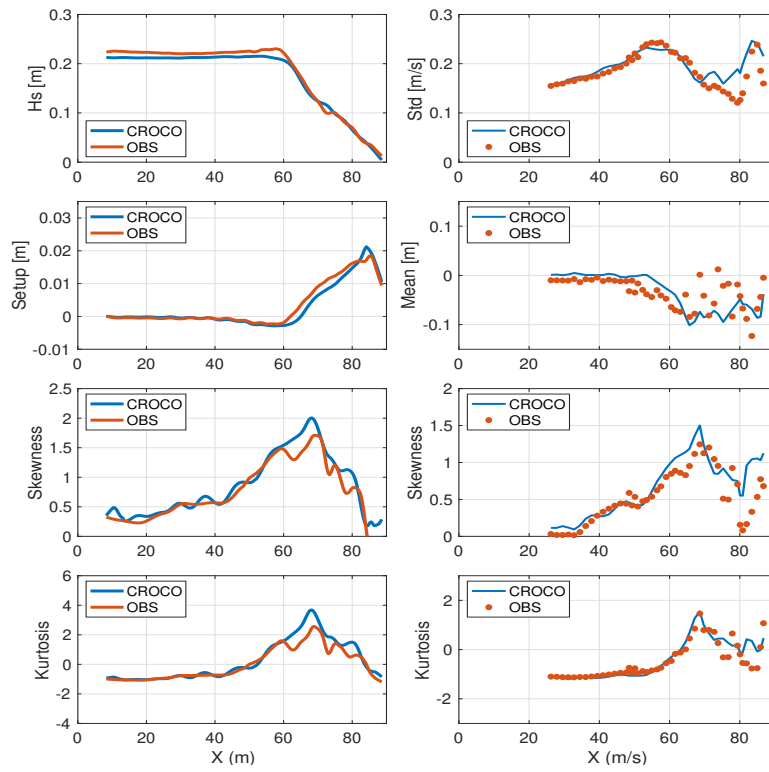 0.3
0.2
0.1
0
Hs [m]
CROCO
OBS
0 20 40 60 80
0.3
0.2
0.1
0
Std [m/s]
CROCO
OBS
0 20 40 60 80
0.03
0.02
0.01
0
-0.01
Setup [m]
CROCO
OBS
0 20 40 60 80
0.1
0
-0.1
Mean [m]
CROCO
OBS
0 20 40 60 80
2.5
2
1.5
1
0.5
0
Skewness
CROCO
OBS
0 20 40 60 80
2
1.5
1
0.5
0
Skewness
CROCO
OBS
0 20 40 60 80
6
4
2
0
-2
-4
Kurtosis
CROCO
OBS
0 20 40 60 80
X (m)
2
0
-2
Kurtosis
CROCO
OBS
0 20 40 60 80
X (m/s)